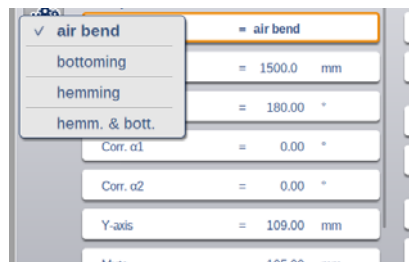 ✓ air bend
bottoming
hemming
hemm. & bott.
= air bend
= 1500.0 mm
= 180.00 °
Corr. α1 = 0.00 °
Corr. α2 = 0.00 °
Y-axis = 109.00 mm